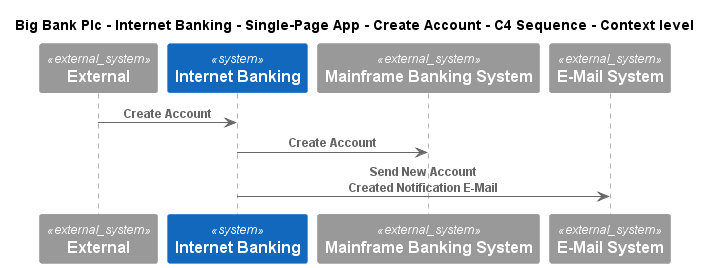 Big Bank Plc - Internet Banking - Single-Page App - Create Account - C4 Sequence - Context level
«external_system» «system» «external_system» «external_system»
External Internet Banking Mainframe Banking System E-Mail System
Create Account
Create Account
Send New Account
Created Notification E-Mail
«external_system» «system» «external_system» «external_system»
External Internet Banking Mainframe Banking System E-Mail System